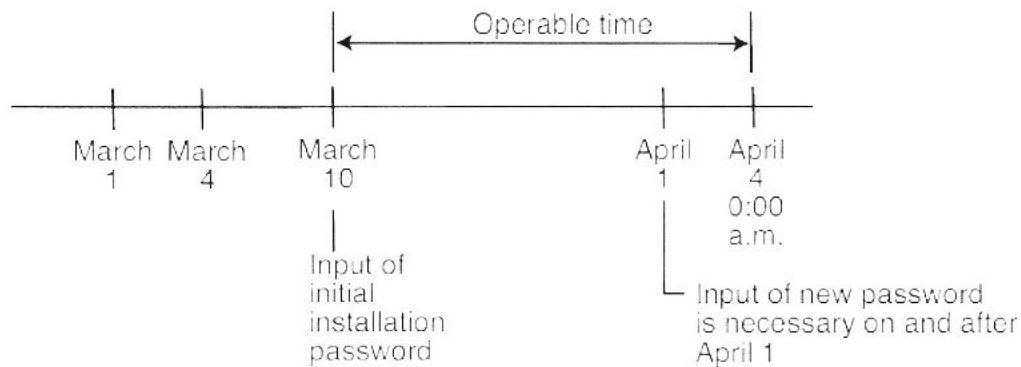 Operable time
March
1
March
4
March
10
April
1
April
4
0:00
a.m.
Input of
initial
installation
password
Input of new password
is necessary on and after
April 1